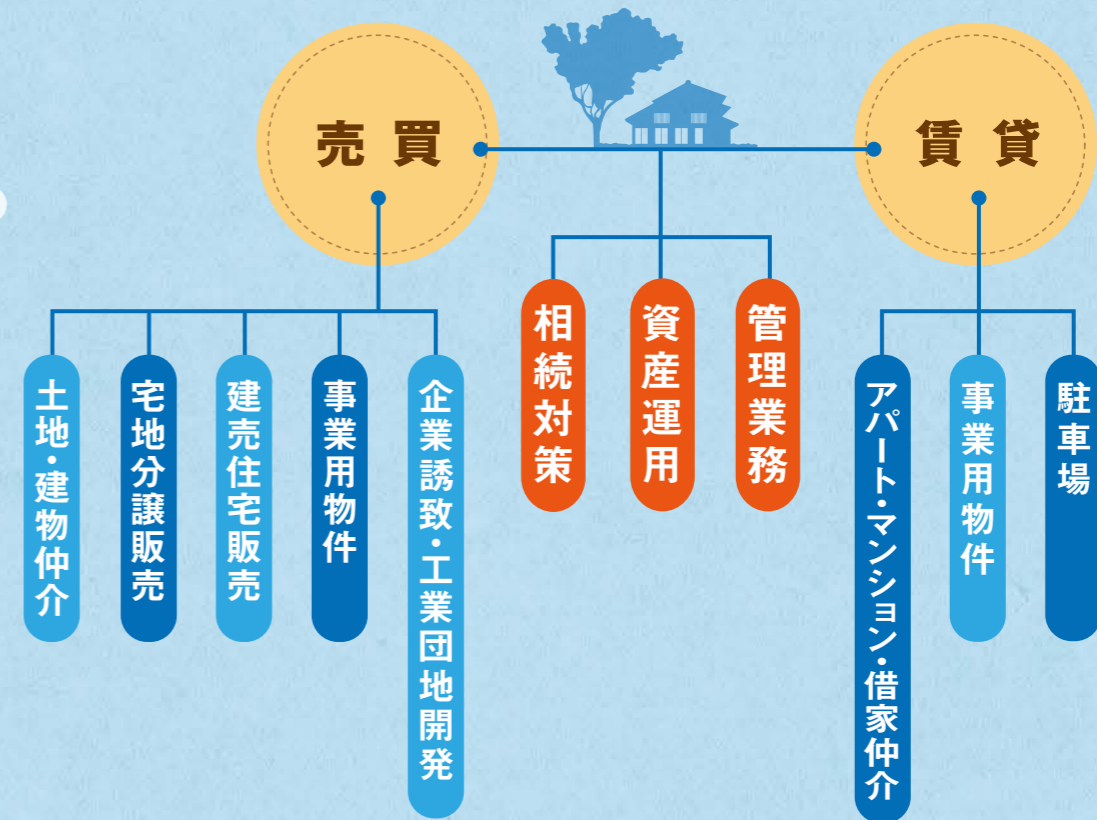 売買
賃貸
相続対策
資産運用
管理業務
土地・建物仲介
宅地分譲販売
建売住宅販売
事業用物件
企業誘致・工業団地開発
アパート・マンション・借家仲介
事業用物件
駐車場